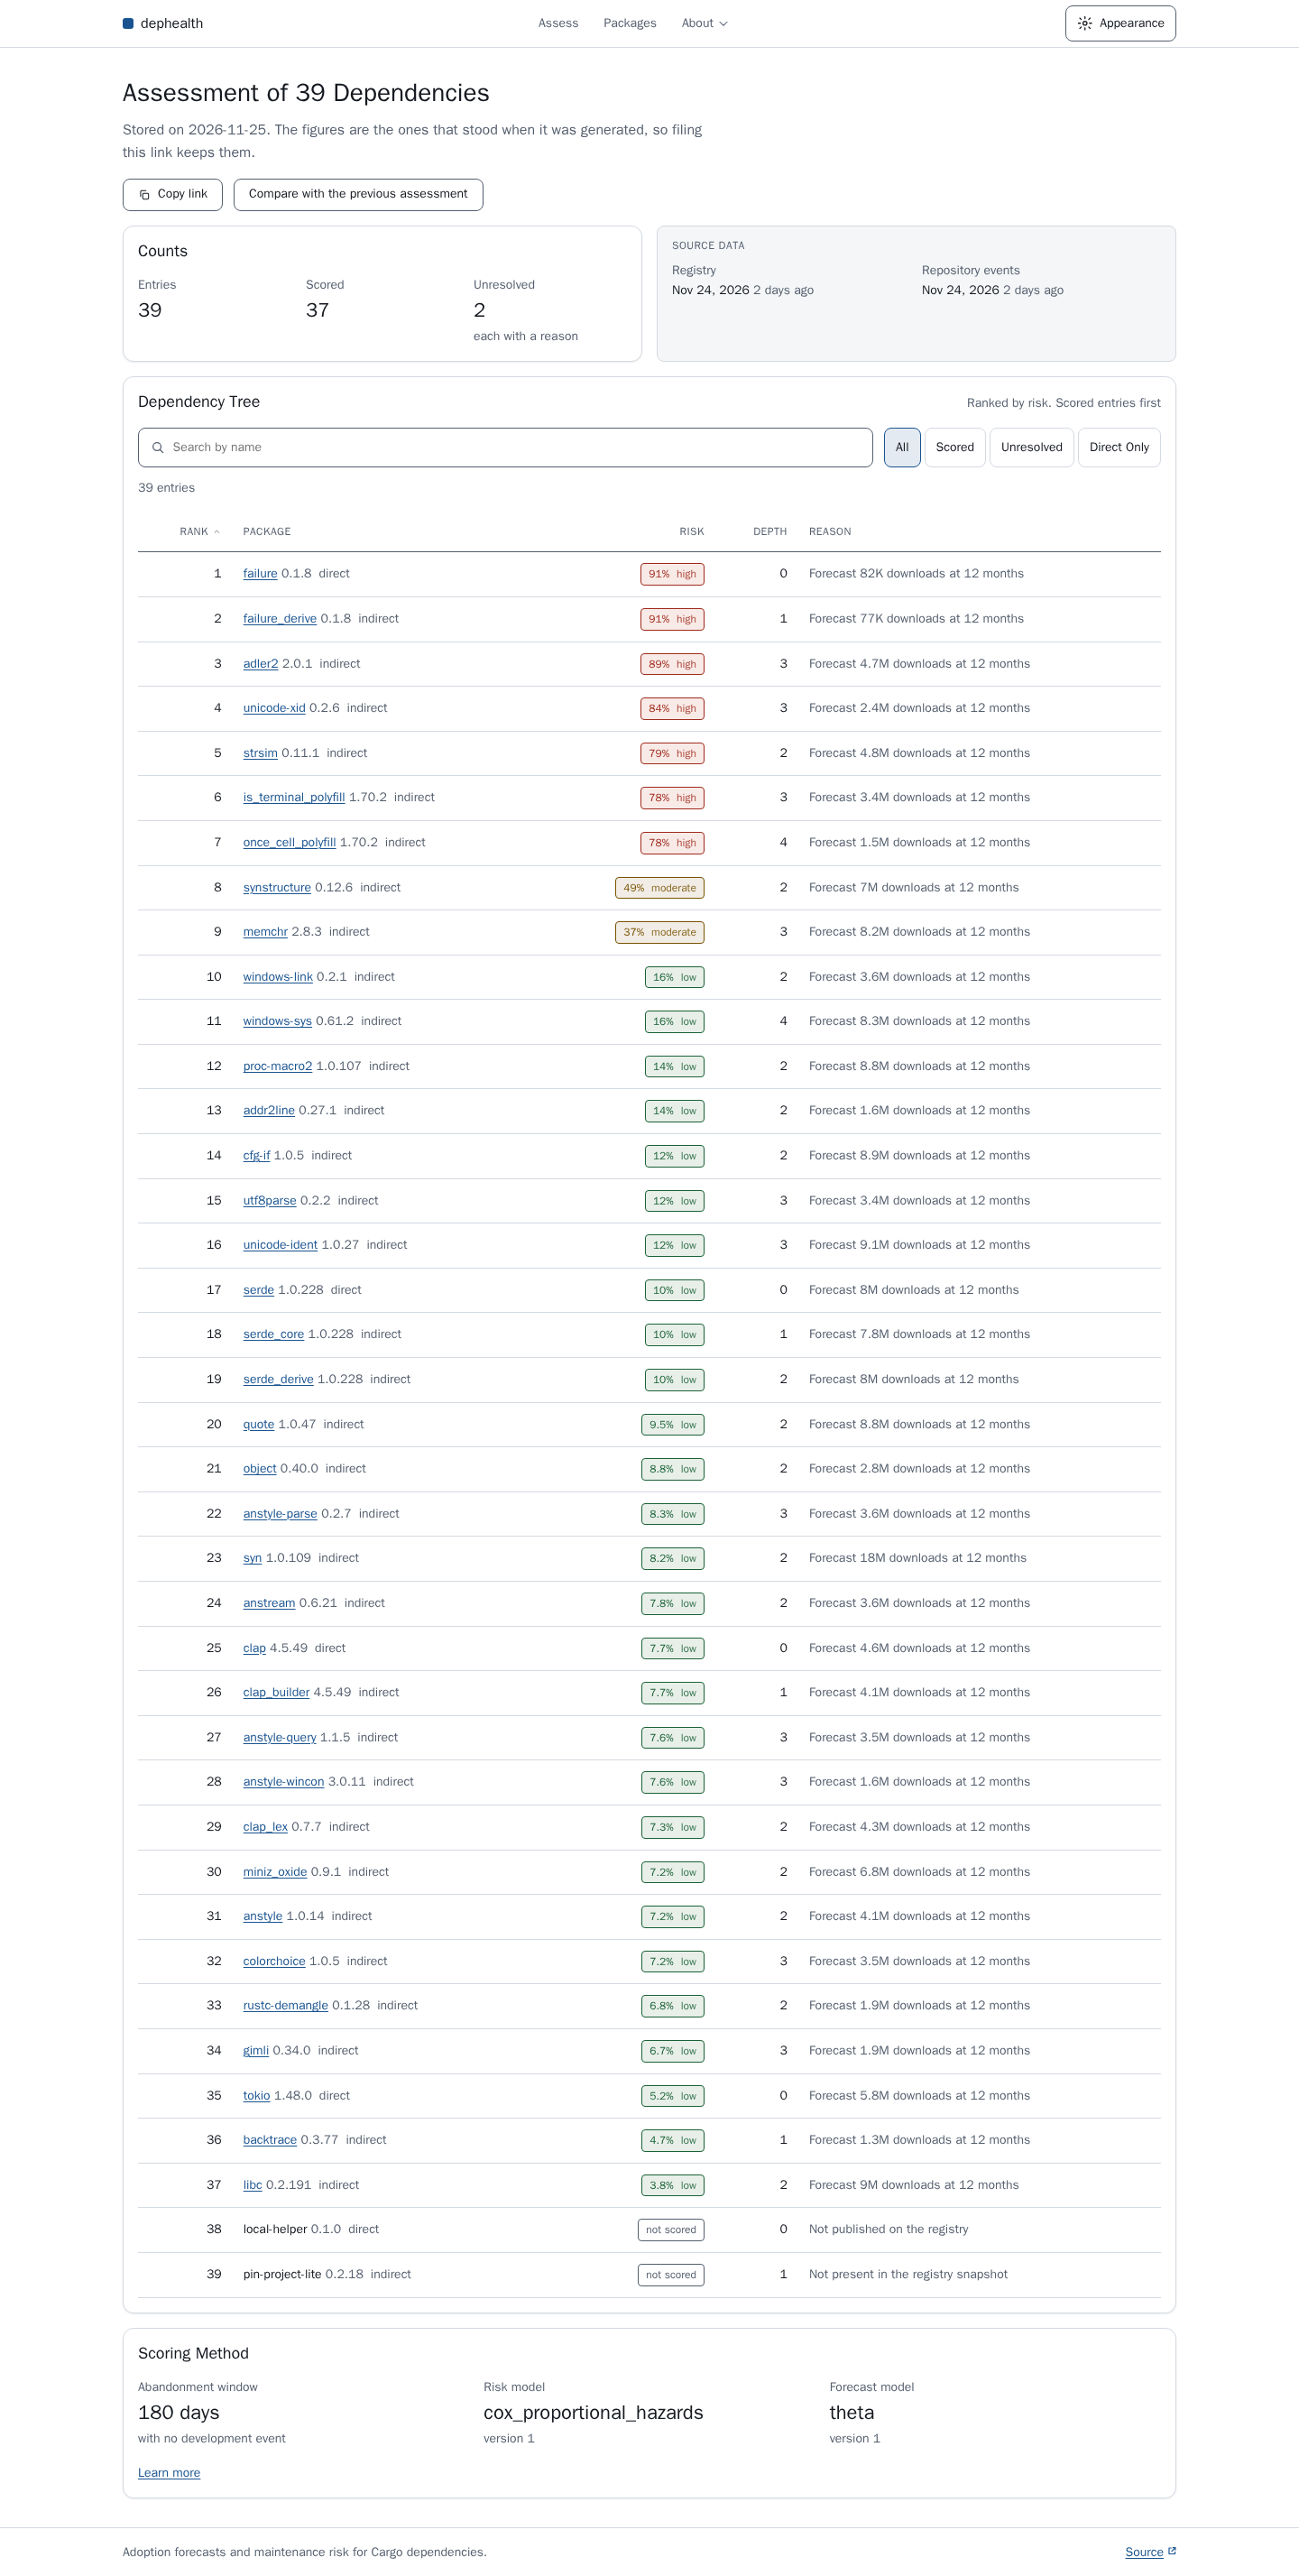 dephealth
Assess Packages About
Appearance
Assessment of 39 Dependencies
Stored on 2026-11-25. The figures are the ones that stood when it was generated, so filing
this link keeps them.
Copy link Compare with the previous assessment
Counts
Entries Scored Unresolved
39 37 2
each with a reason
SOURCE DATA
Registry Repository events
Nov 24, 2026 2 days ago Nov 24, 2026 2 days ago
Dependency Tree Ranked by risk. Scored entries first
Search by name All Scored Unresolved Direct Only
39 entries
RANK PACKAGE RISK DEPTH REASON
1 failure 0.1.8 direct 91% high 0 Forecast 82K downloads at 12 months
2 failure_derive 0.1.8 indirect 91% high 1 Forecast 77K downloads at 12 months
3 adler2 2.0.1 indirect 89% high 3 Forecast 4.7M downloads at 12 months
4 unicode-xid 0.2.6 indirect 84% high 3 Forecast 2.4M downloads at 12 months
5 strsim 0.11.1 indirect 79% high 2 Forecast 4.8M downloads at 12 months
6 is_terminal_polyfill 1.70.2 indirect 78% high 3 Forecast 3.4M downloads at 12 months
7 once_cell_polyfill 1.70.2 indirect 78% high 4 Forecast 1.5M downloads at 12 months
8 synstructure 0.12.6 indirect 49% moderate 2 Forecast 7M downloads at 12 months
9 memchr 2.8.3 indirect 37% moderate 3 Forecast 8.2M downloads at 12 months
10 windows-link 0.2.1 indirect 16% low 2 Forecast 3.6M downloads at 12 months
11 windows-sys 0.61.2 indirect 16% low 4 Forecast 8.3M downloads at 12 months
12 proc-macro2 1.0.107 indirect 14% low 2 Forecast 8.8M downloads at 12 months
13 addr2line 0.27.1 indirect 14% low 2 Forecast 1.6M downloads at 12 months
14 cfg-if 1.0.5 indirect 12% low 2 Forecast 8.9M downloads at 12 months
15 utf8parse 0.2.2 indirect 12% low 3 Forecast 3.4M downloads at 12 months
16 unicode-ident 1.0.27 indirect 12% low 3 Forecast 9.1M downloads at 12 months
17 serde 1.0.228 direct 10% low 0 Forecast 8M downloads at 12 months
18 serde_core 1.0.228 indirect 10% low 1 Forecast 7.8M downloads at 12 months
19 serde_derive 1.0.228 indirect 10% low 2 Forecast 8M downloads at 12 months
20 quote 1.0.47 indirect 9.5% low 2 Forecast 8.8M downloads at 12 months
21 object 0.40.0 indirect 8.8% low 2 Forecast 2.8M downloads at 12 months
22 anstyle-parse 0.2.7 indirect 8.3% low 3 Forecast 3.6M downloads at 12 months
23 syn 1.0.109 indirect 8.2% low 2 Forecast 18M downloads at 12 months
24 anstream 0.6.21 indirect 7.8% low 2 Forecast 3.6M downloads at 12 months
25 clap 4.5.49 direct 7.7% low 0 Forecast 4.6M downloads at 12 months
26 clap_builder 4.5.49 indirect 7.7% low 1 Forecast 4.1M downloads at 12 months
27 anstyle-query 1.1.5 indirect 7.6% low 3 Forecast 3.5M downloads at 12 months
28 anstyle-wincon 3.0.11 indirect 7.6% low 3 Forecast 1.6M downloads at 12 months
29 clap_lex 0.7.7 indirect 7.3% low 2 Forecast 4.3M downloads at 12 months
30 miniz_oxide 0.9.1 indirect 7.2% low 2 Forecast 6.8M downloads at 12 months
31 anstyle 1.0.14 indirect 7.2% low 2 Forecast 4.1M downloads at 12 months
32 colorchoice 1.0.5 indirect 7.2% low 3 Forecast 3.5M downloads at 12 months
33 rustc-demangle 0.1.28 indirect 6.8% low 2 Forecast 1.9M downloads at 12 months
34 gimli 0.34.0 indirect 6.7% low 3 Forecast 1.9M downloads at 12 months
35 tokio 1.48.0 direct 5.2% low 0 Forecast 5.8M downloads at 12 months
36 backtrace 0.3.77 indirect 4.7% low 1 Forecast 1.3M downloads at 12 months
37 libc 0.2.191 indirect 3.8% low 2 Forecast 9M downloads at 12 months
38 local-helper 0.1.0 direct not scored 0 Not published on the registry
39 pin-project-lite 0.2.18 indirect not scored 1 Not present in the registry snapshot
Scoring Method
Abandonment window Risk model Forecast model
180 days cox_proportional_hazards theta
with no development event version 1 version 1
Learn more
Adoption forecasts and maintenance risk for Cargo dependencies. Source